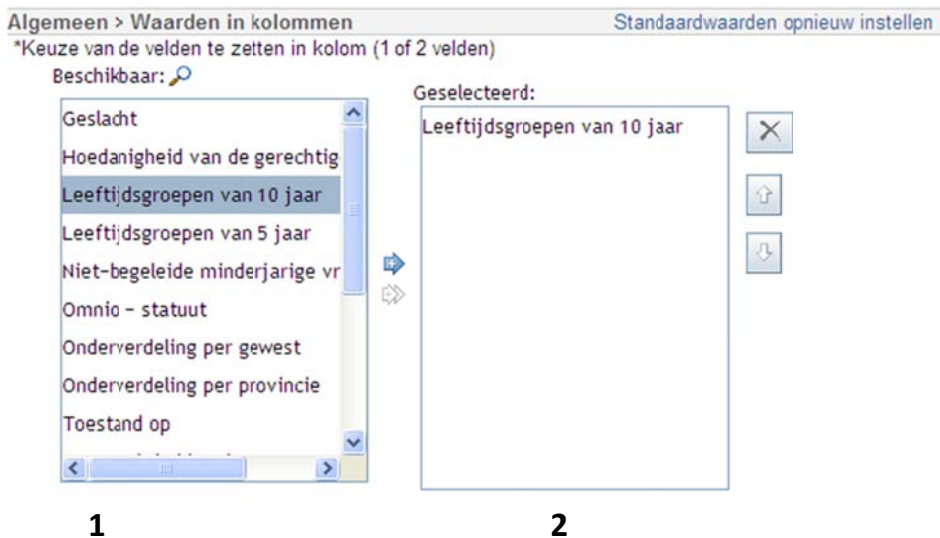 Algemeen > Waarden in kolommen Standaardwaarden opnieuw instellen
*Keuze van de velden te zetten in kolom (1 of 2 velden)
Beschikbaar:
Geselecteerd:
Geslacht
Hoedanigheid van de gerechtig
Leeftijdsgroepen van 10 jaar
Leeftijdsgroepen van 5 jaar
Niet-begeleide minderjarige vr
Omnio - statuut
Onderverdeling per gewest
Onderverdeling per provincie
Toestand op
Leeftijdsgroepen van 10 jaar
1 2